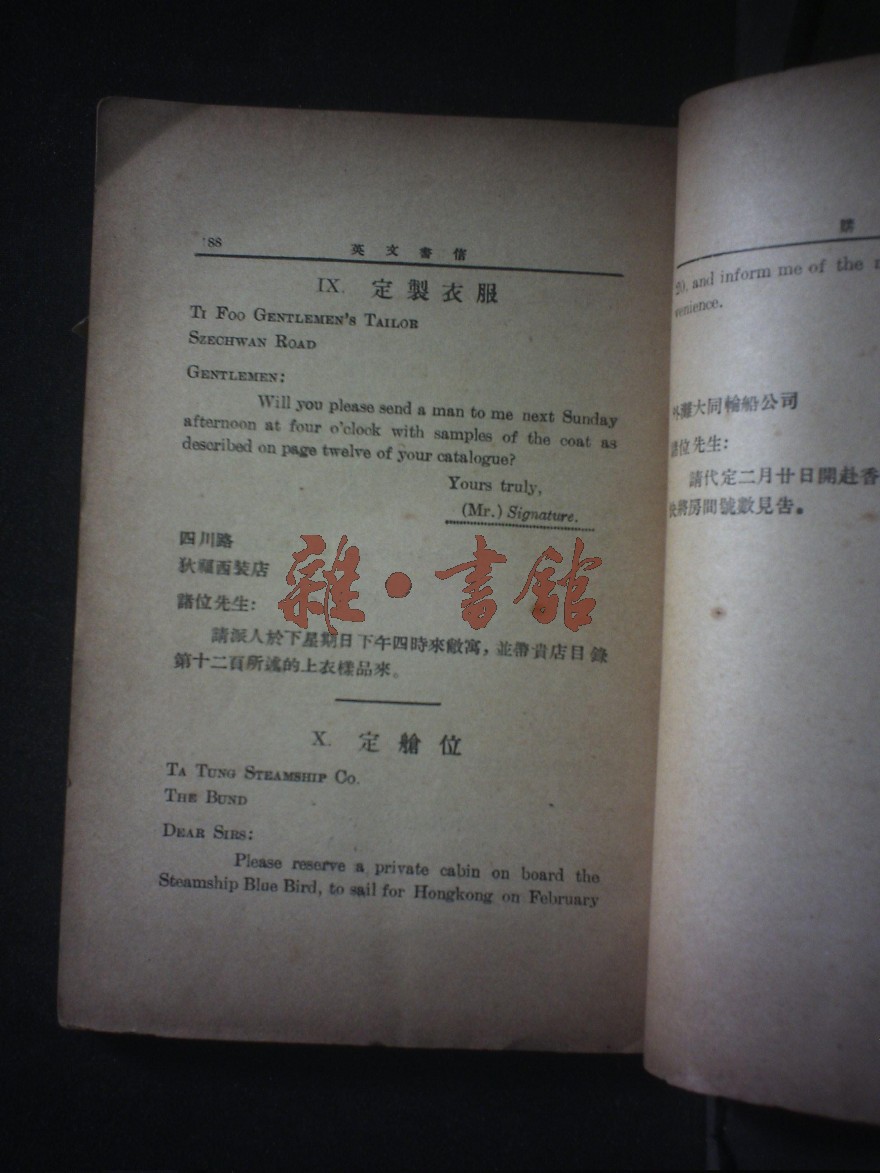 188
英文書信
IX. 定製衣服
TI FOO GENTLEMEN'S TAILOR
SZECHWAN ROAD
GENTLEMEN:
Will you please send a man to me next Sunday
afternoon at four o'clock with samples of the coat as
described on page twelve of your catalogue?
Yours truly,
(Mr.) Signature.
四川路
狄福西裝店
諸位先生:
請派人於下星期日下午四時來敝寓，並帶貴店目錄
第十二頁所述的上衣樣品來。
雜·書館
X. 定艙位
TA TUNG STEAMSHIP CO.
THE BUND
DEAR SIRS:
Please reserve a private cabin on board the
Steamship Blue Bird, to sail for Hongkong on February
20, and inform me of the
venience.
外灘大同輪船公司
諸位先生:
請代定二月廿日開赴香
將房間號數見告。